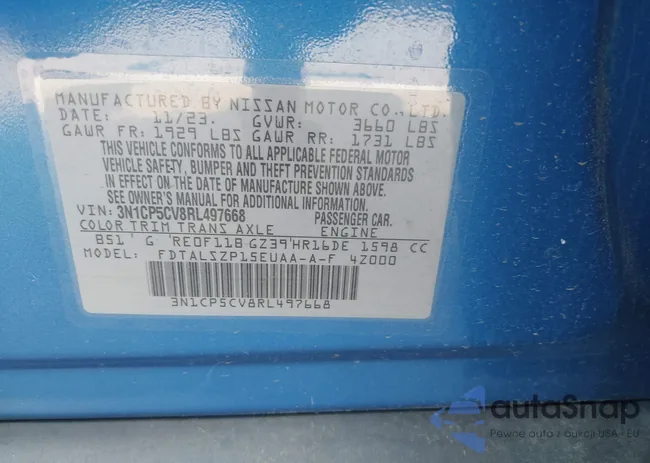 MANUFACTURED BY NISSAN MOTOR CO., LTD.
DATE: 11/23. GVWR: 3660 LBS
GAWR FR: 1929 LBS GAWR RR: 1731 LBS
THIS VEHICLE CONFORMS TO ALL APPLICABLE FEDERAL MOTOR
VEHICLE SAFETY, BUMPER AND THEFT PREVENTION STANDARDS
IN EFFECT ON THE DATE OF MANUFACTURE SHOWN ABOVE.
SEE OWNER'S MANUAL FOR ADDITIONAL INFORMATION.
VIN: 3N1CP5CV8RL497668 PASSENGER CAR.
COLOR TRIM TRANS AXLE ENGINE
B51' G 'RE0F11B GZ39'HR16DE 1598 CC
MODEL: FDTALSZP15EUAA-A-F 4Z000
3N1CP5CV8RL497668
autoSnap
Pewne auto z aukcji USA i EU